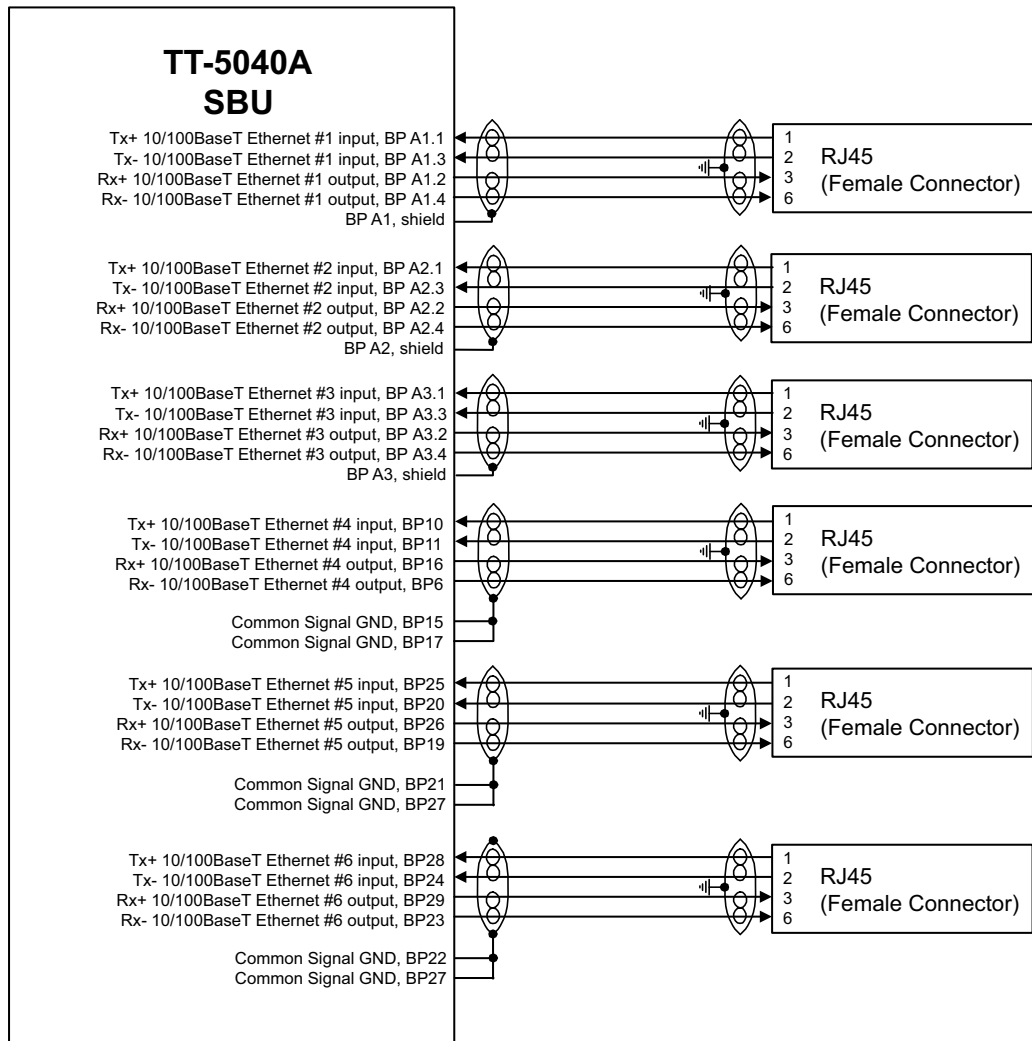 TT-5040A
SBU
Tx+ 10/100BaseT Ethernet #1 input, BP A1.1
Tx- 10/100BaseT Ethernet #1 input, BP A1.3
Rx+ 10/100BaseT Ethernet #1 output, BP A1.2
Rx- 10/100BaseT Ethernet #1 output, BP A1.4
BP A1, shield
1
2
3
6
RJ45
(Female Connector)
Tx+ 10/100BaseT Ethernet #2 input, BP A2.1
Tx- 10/100BaseT Ethernet #2 input, BP A2.3
Rx+ 10/100BaseT Ethernet #2 output, BP A2.2
Rx- 10/100BaseT Ethernet #2 output, BP A2.4
BP A2, shield
1
2
3
6
RJ45
(Female Connector)
Tx+ 10/100BaseT Ethernet #3 input, BP A3.1
Tx- 10/100BaseT Ethernet #3 input, BP A3.3
Rx+ 10/100BaseT Ethernet #3 output, BP A3.2
Rx- 10/100BaseT Ethernet #3 output, BP A3.4
BP A3, shield
1
2
3
6
RJ45
(Female Connector)
Tx+ 10/100BaseT Ethernet #4 input, BP10
Tx- 10/100BaseT Ethernet #4 input, BP11
Rx+ 10/100BaseT Ethernet #4 output, BP16
Rx- 10/100BaseT Ethernet #4 output, BP6
Common Signal GND, BP15
Common Signal GND, BP17
1
2
3
6
RJ45
(Female Connector)
Tx+ 10/100BaseT Ethernet #5 input, BP25
Tx- 10/100BaseT Ethernet #5 input, BP20
Rx+ 10/100BaseT Ethernet #5 output, BP26
Rx- 10/100BaseT Ethernet #5 output, BP19
Common Signal GND, BP21
Common Signal GND, BP27
1
2
3
6
RJ45
(Female Connector)
Tx+ 10/100BaseT Ethernet #6 input, BP28
Tx- 10/100BaseT Ethernet #6 input, BP24
Rx+ 10/100BaseT Ethernet #6 output, BP29
Rx- 10/100BaseT Ethernet #6 output, BP23
Common Signal GND, BP22
Common Signal GND, BP27
1
2
3
6
RJ45
(Female Connector)